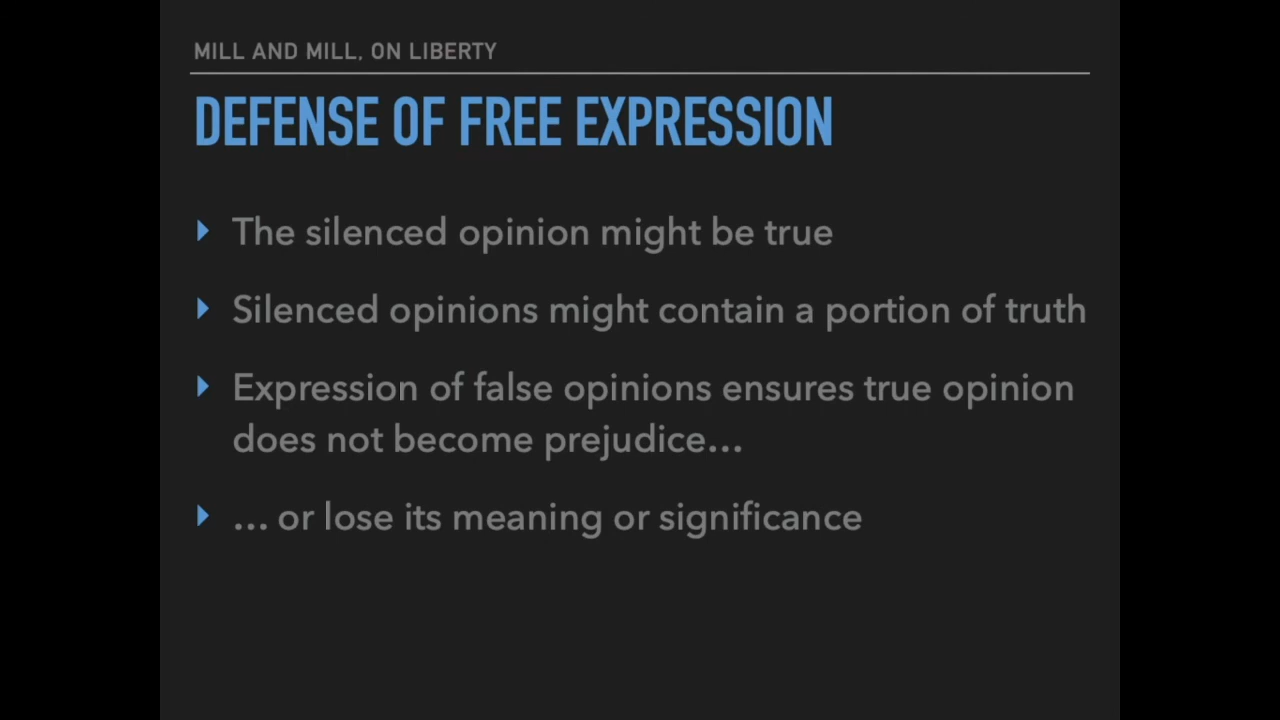 MILL AND MILL, ON LIBERTY
DEFENSE OF FREE EXPRESSION
The silenced opinion might be true
Silenced opinions might contain a portion of truth
Expression of false opinions ensures true opinion
does not become prejudice…
… or lose its meaning or significance